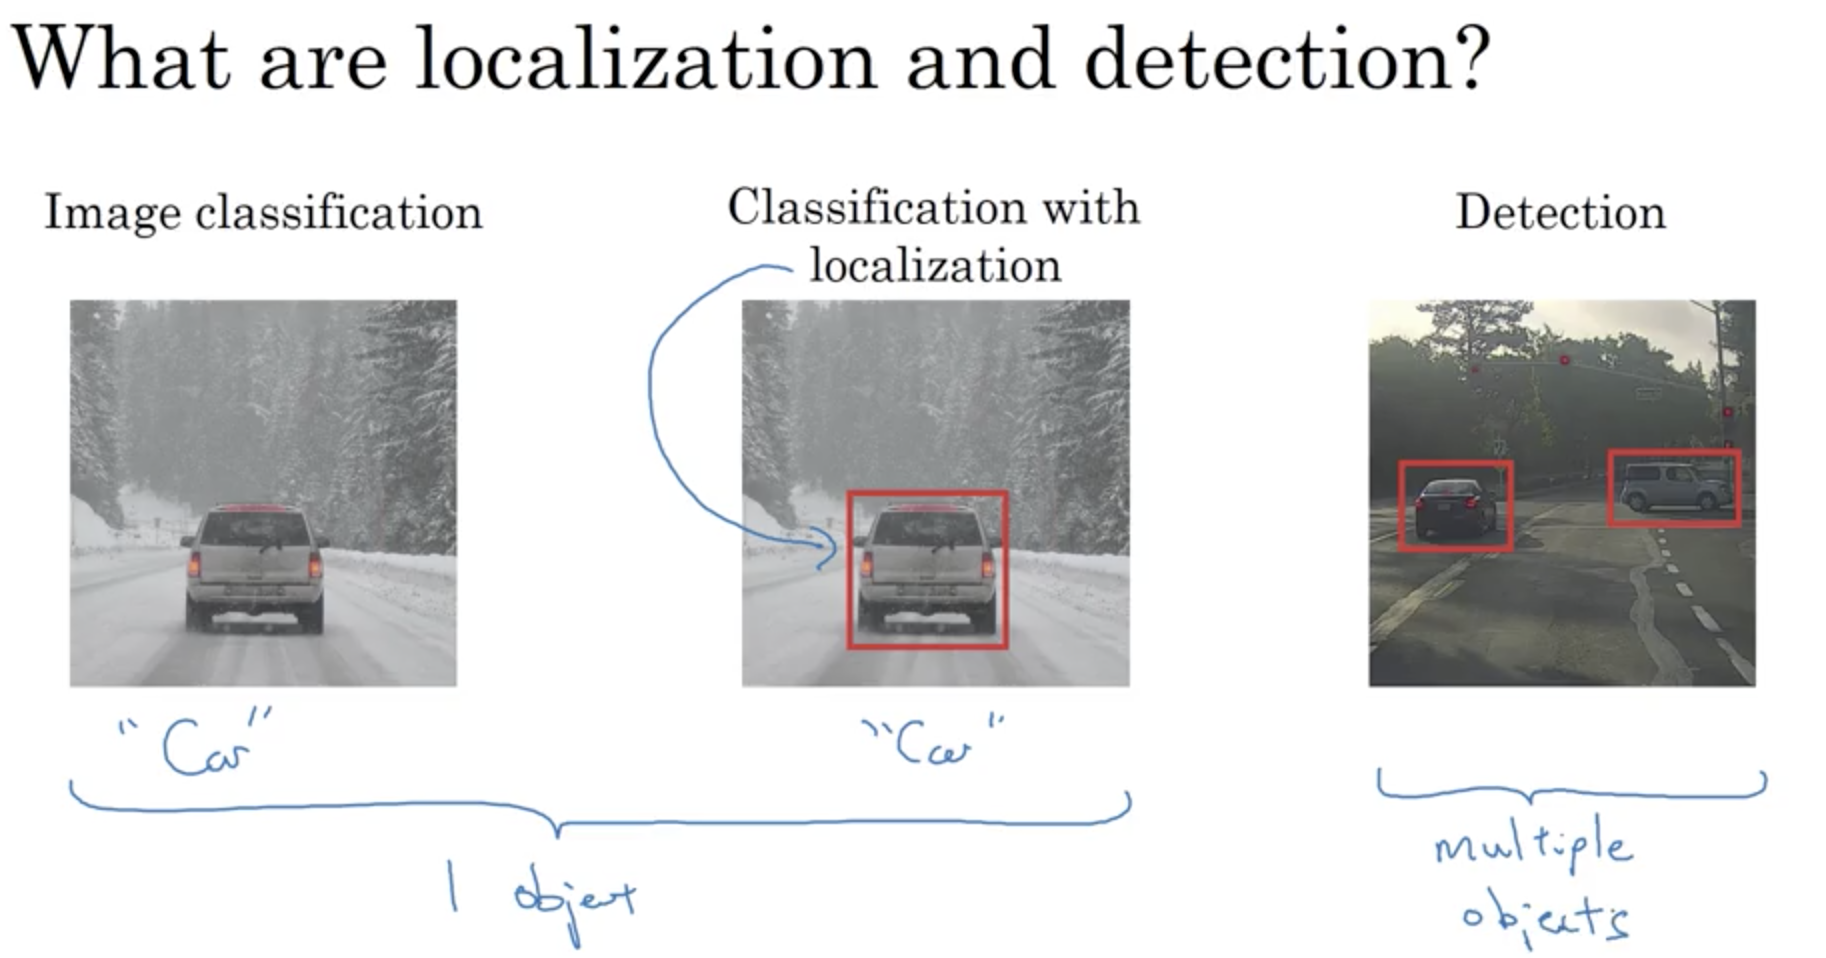 What are localization and detection?
Image classification
Classification with
localization
Detection
"Car"
"Car"
1 object
multiple
objects